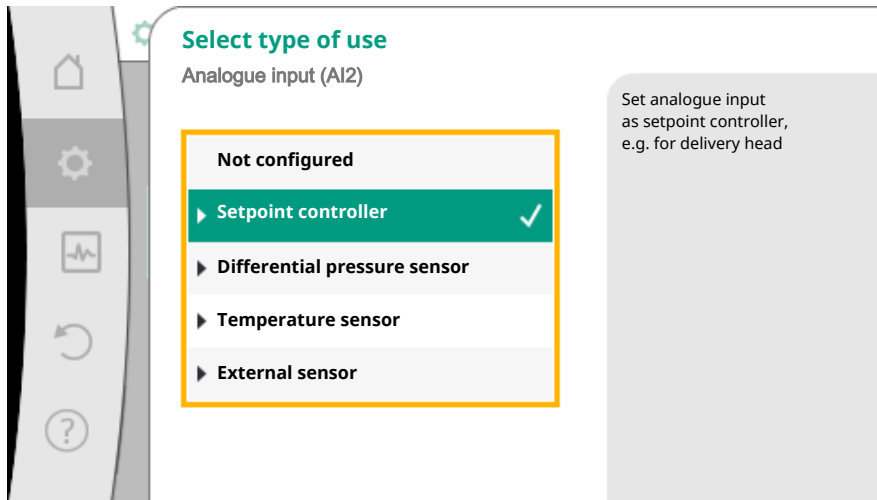 Select type of use
Analogue input (AI2)
Not configured
Setpoint controller
Differential pressure sensor
Temperature sensor
External sensor
Set analogue input
as setpoint controller,
e.g. for delivery head
?